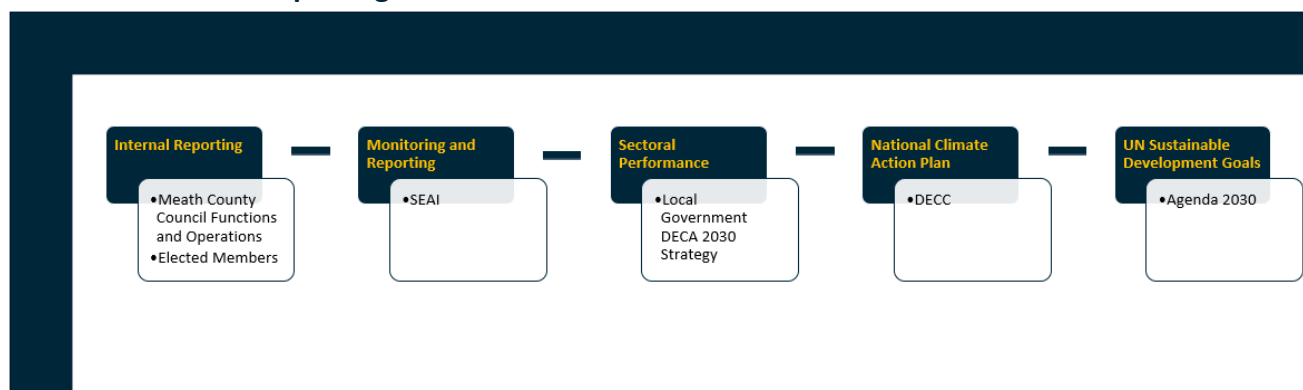 Internal Reporting
•Meath County
Council Functions
and Operations
•Elected Members
Monitoring and
Reporting
•SEAI
Sectoral
Performance
•Local
Government
DECA 2030
Strategy
National Climate
Action Plan
•DECC
UN Sustainable
Development Goals
•Agenda 2030